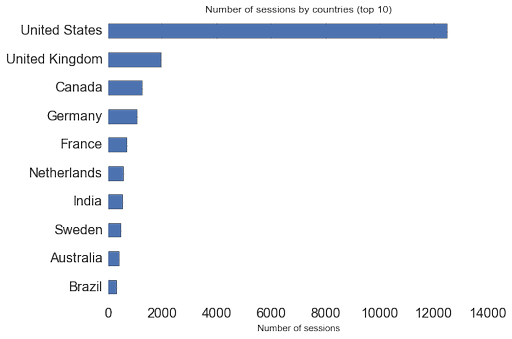 Number of sessions by countries (top 10)
United States
United Kingdom
Canada
Germany
France
Netherlands
India
Sweden
Australia
Brazil
0 2000 4000 6000 8000 10000 12000 14000
Number of sessions